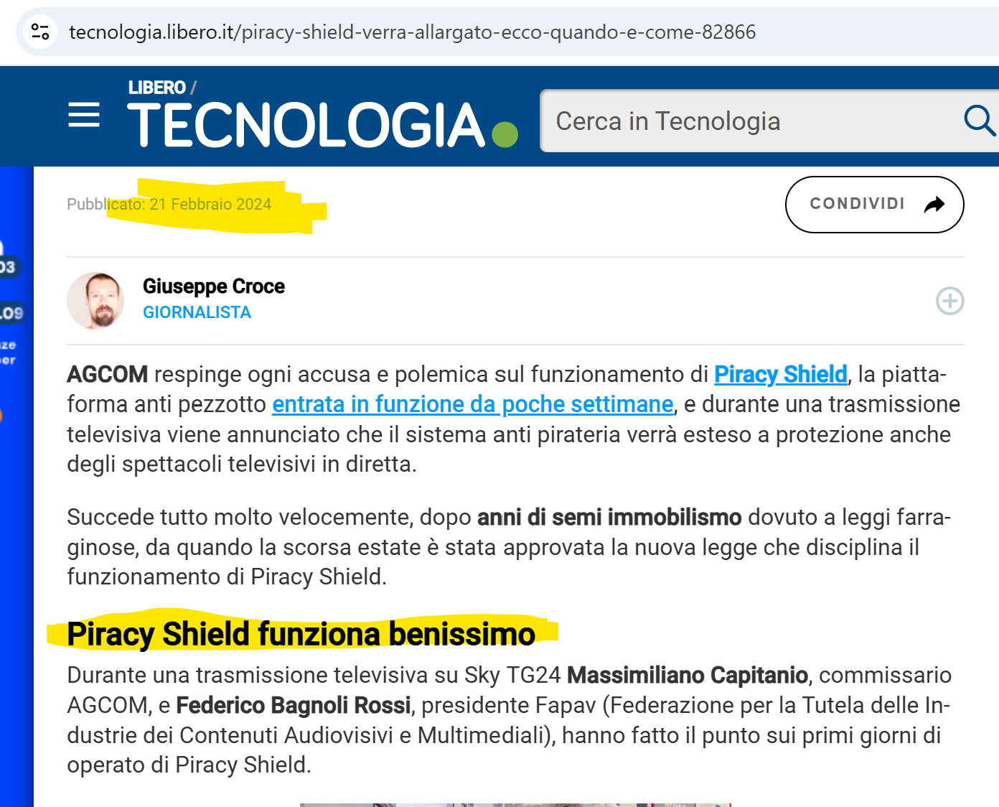 tecnologia.libero.it/piracy-shield-verra-allargato-ecco-quando-e-come-82866
LIBERO /
TECNOLOGIA
Cerca in Tecnologia
Pubblicato: 21 Febbraio 2024
CONDIVIDI
03
.09
Giuseppe Croce
GIORNALISTA
AGCOM respinge ogni accusa e polemica sul funzionamento di Piracy Shield, la piatta-
forma anti pezzotto entrata in funzione da poche settimane, e durante una trasmissione
televisiva viene annunciato che il sistema anti pirateria verrà esteso a protezione anche
degli spettacoli televisivi in diretta.
Succede tutto molto velocemente, dopo anni di semi immobilismo dovuto a leggi farra-
ginose, da quando la scorsa estate è stata approvata la nuova legge che disciplina il
funzionamento di Piracy Shield.
Piracy Shield funziona benissimo
Durante una trasmissione televisiva su Sky TG24 Massimiliano Capitanio, commissario
AGCOM, e Federico Bagnoli Rossi, presidente Fapav (Federazione per la Tutela delle In-
dustrie dei Contenuti Audiovisivi e Multimediali), hanno fatto il punto sui primi giorni di
operato di Piracy Shield.